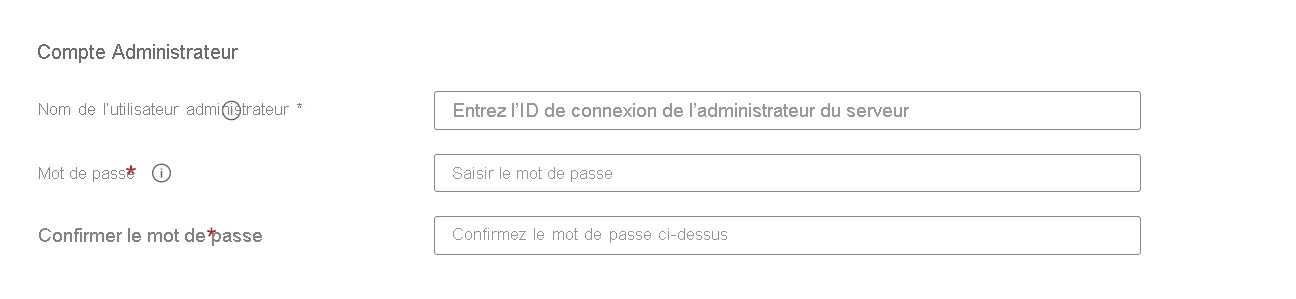 Compte Administrateur
Nom de l'utilisateur administrateur *
Entrez l'ID de connexion de l'administrateur du serveur
Mot de passe *
Saisir le mot de passe
Confirmer le mot de passe *
Confirmez le mot de passe ci-dessus